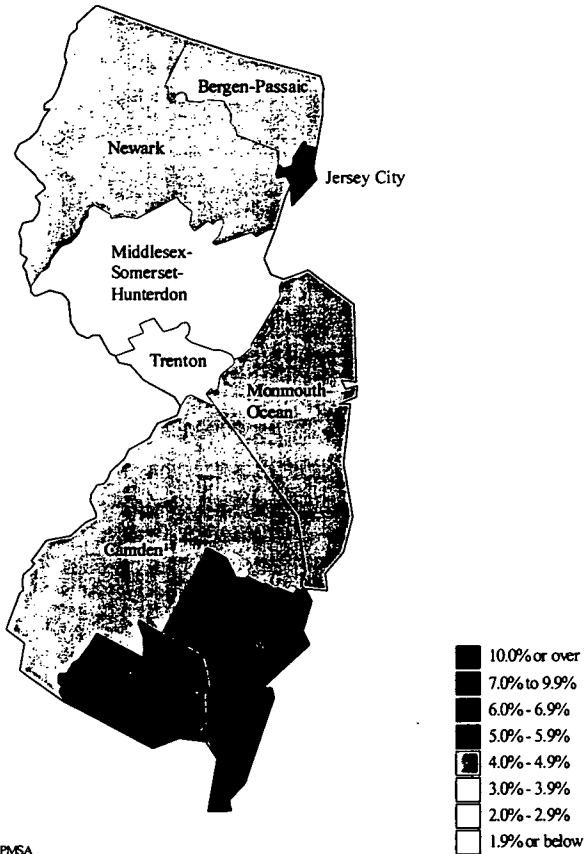 Bergen-Passaic
Newark
Jersey City
Middlesex-
Somerset-
Hunterdon
Trenton
Monmouth-
Ocean
Camden
10.0% or over
7.0% to 9.9%
6.0% - 6.9%
5.0% - 5.9%
4.0% - 4.9%
3.0% - 3.9%
2.0% - 2.9%
1.9% or below
PMSA